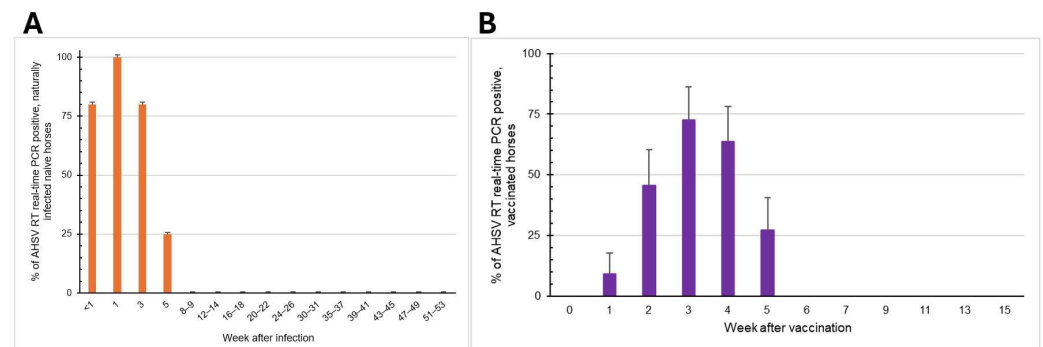 A
% of AHSV RT real-time PCR positive, naturally
infected naive horses
100
75
50
25
0
<1 1 3 5 8–9 12–14 16–18 20–22 24–26 30–31 35–37 39–41 43–45 47–49 51–53
Week after infection
B
% of AHSV RT real-time PCR positive,
vaccinated horses
100
75
50
25
0
0 1 2 3 4 5 6 7 9 11 13 15
Week after vaccination